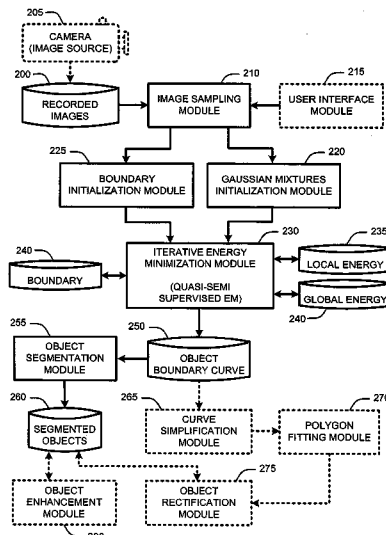 205
CAMERA
(IMAGE SOURCE)
200
210
215
RECORDED
IMAGES
IMAGE SAMPLING
MODULE
USER INTERFACE
MODULE
225
220
BOUNDARY
INITIALIZATION MODULE
GAUSSIAN MIXTURES
INITIALIZATION MODULE
240
230
235
BOUNDARY
ITERATIVE ENERGY
MINIMIZATION MODULE
(QUASI-SEMI
SUPERVISED EM)
LOCAL ENERGY
GLOBAL ENERGY
240
255
250
OBJECT
SEGMENTATION
MODULE
OBJECT
BOUNDARY CURVE
260
265
270
SEGMENTED
OBJECTS
CURVE
SIMPLIFICATION
MODULE
POLYGON
FITTING MODULE
275
OBJECT
ENHANCEMENT
MODULE
OBJECT
RECTIFICATION
MODULE